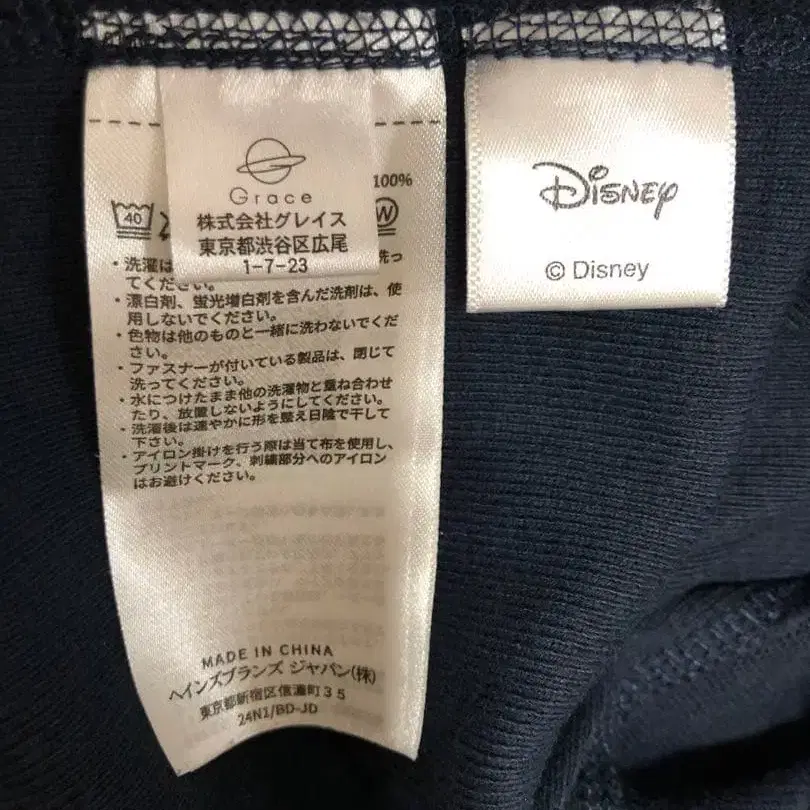 Grace
株式会社グレイス
東京都渋谷区広尾
1-7-23
100%
40
W
・洗濯は 洗っ
てください。
・漂白剤、蛍光増白剤を含んだ洗剤は、使
用しないでください。
・色物は他のものと一緒に洗わないでくだ
さい。
・ファスナーが付いている製品は、閉じて
洗ってください。
・水につけたまま他の洗濯物と重ね合わせ
たり、放置しないようにしてください。
・洗濯後は速やかに形を整え日陰で干して
下さい。
・アイロン掛けを行う際は当て布を使用し、
プリントマーク、刺繍部分へのアイロン
はお避けください。
MADE IN CHINA
ヘインズブランズ ジャパン(株)
東京都新宿区信濃町35
24N1/BD-JD
Disney
© Disney